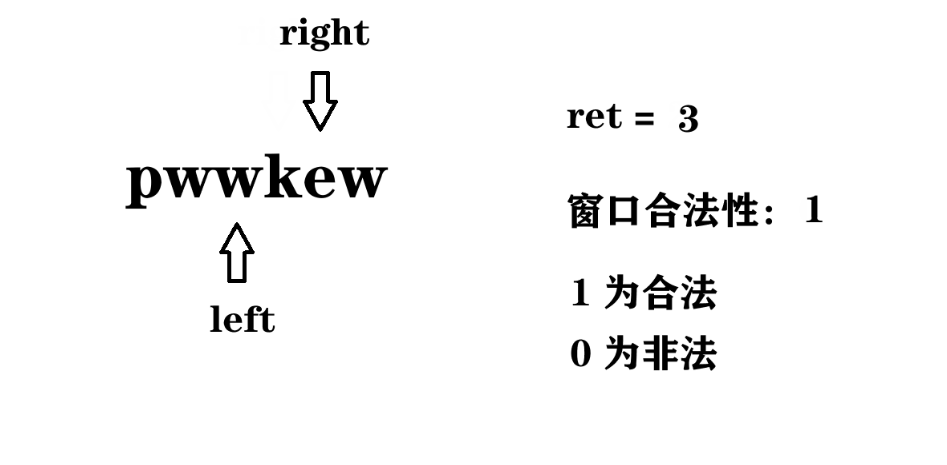 right
pwwkew
left
ret = 3
窗口合法性： 1
1 为合法
0 为非法